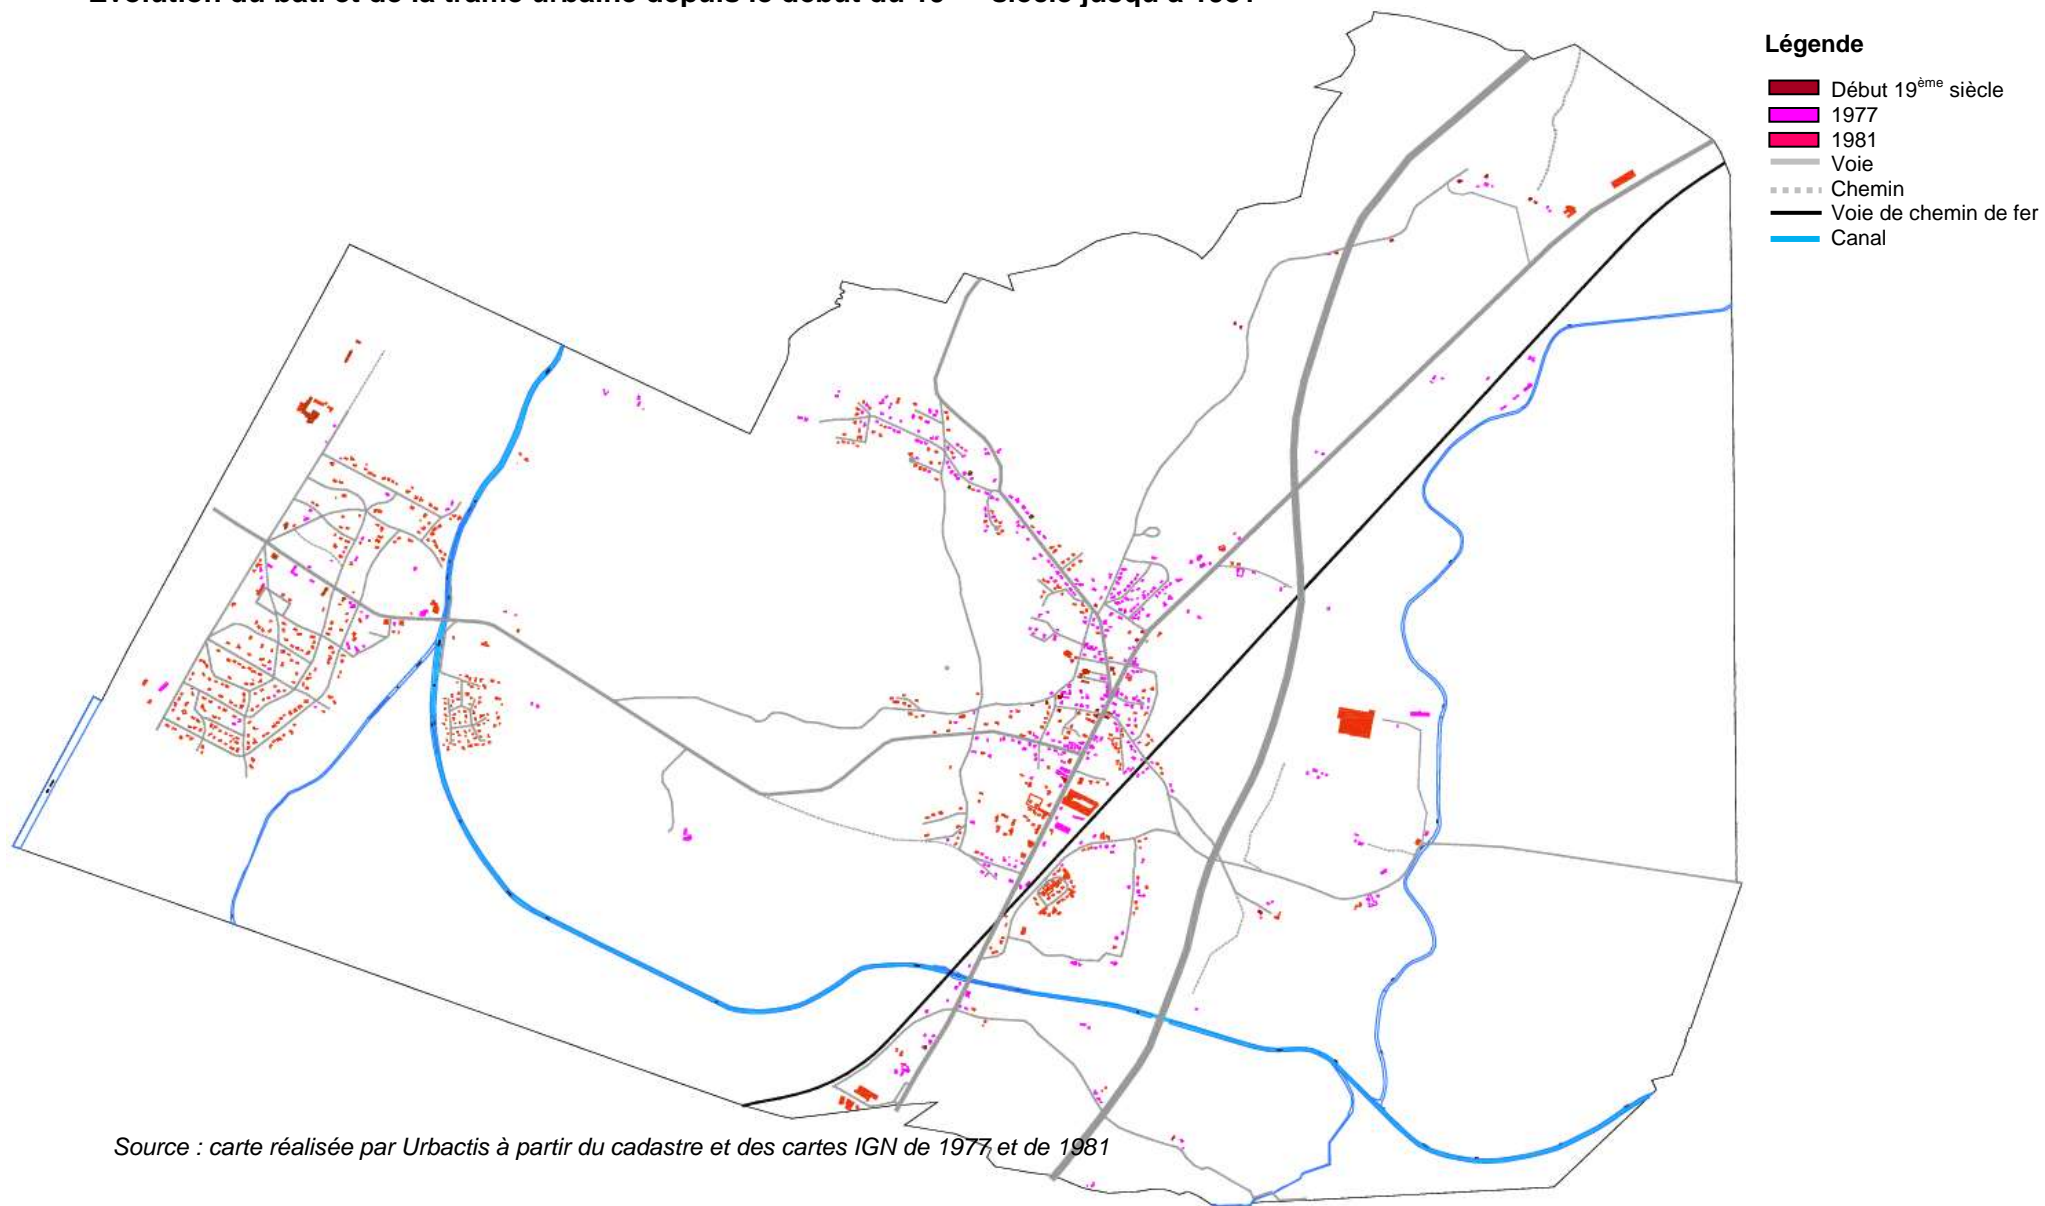 Légende
Début 19ème siècle
1977
1981
Voie
Chemin
Voie de chemin de fer
Canal
Source : carte réalisée par Urbactis à partir du cadastre et des cartes IGN de 1977 et de 1981